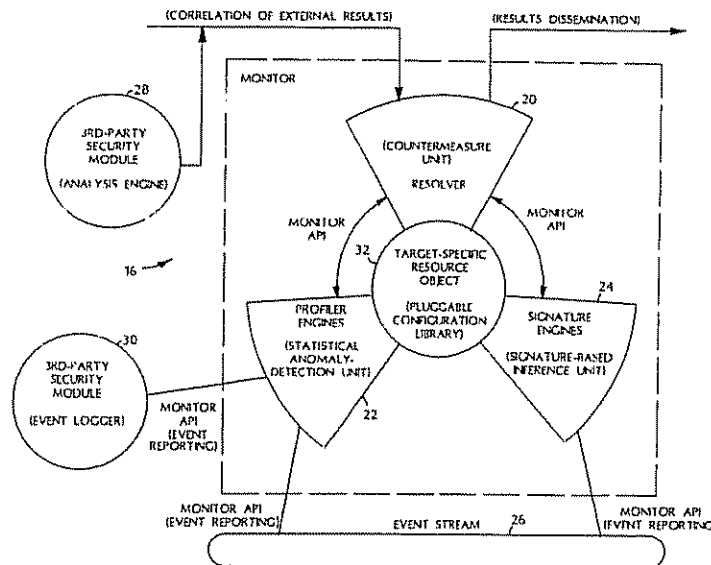 (CORRELATION OF EXTERNAL RESULTS)
(RESULTS DISSEMINATION)
MONITOR
28
3RD-PARTY
SECURITY
MODULE
(ANALYSIS ENGINE)
20
(COUNTERMEASURE
UNIT)
RESOLVER
MONITOR
API
MONITOR
API
16
32
TARGET-SPECIFIC
RESOURCE
OBJECT
(PLUGGABLE
CONFIGURATION
LIBRARY)
24
PROFILER
ENGINES
(STATISTICAL
ANOMALY-
DETECTION UNIT)
22
SIGNATURE
ENGINES
(SIGNATURE-BASED
INFERENCE UNIT)
30
3RD-PARTY
SECURITY
MODULE
(EVENT LOGGER)
MONITOR
API
(EVENT
REPORTING)
MONITOR API
(EVENT REPORTING)
EVENT STREAM
26
MONITOR API
(EVENT REPORTING)